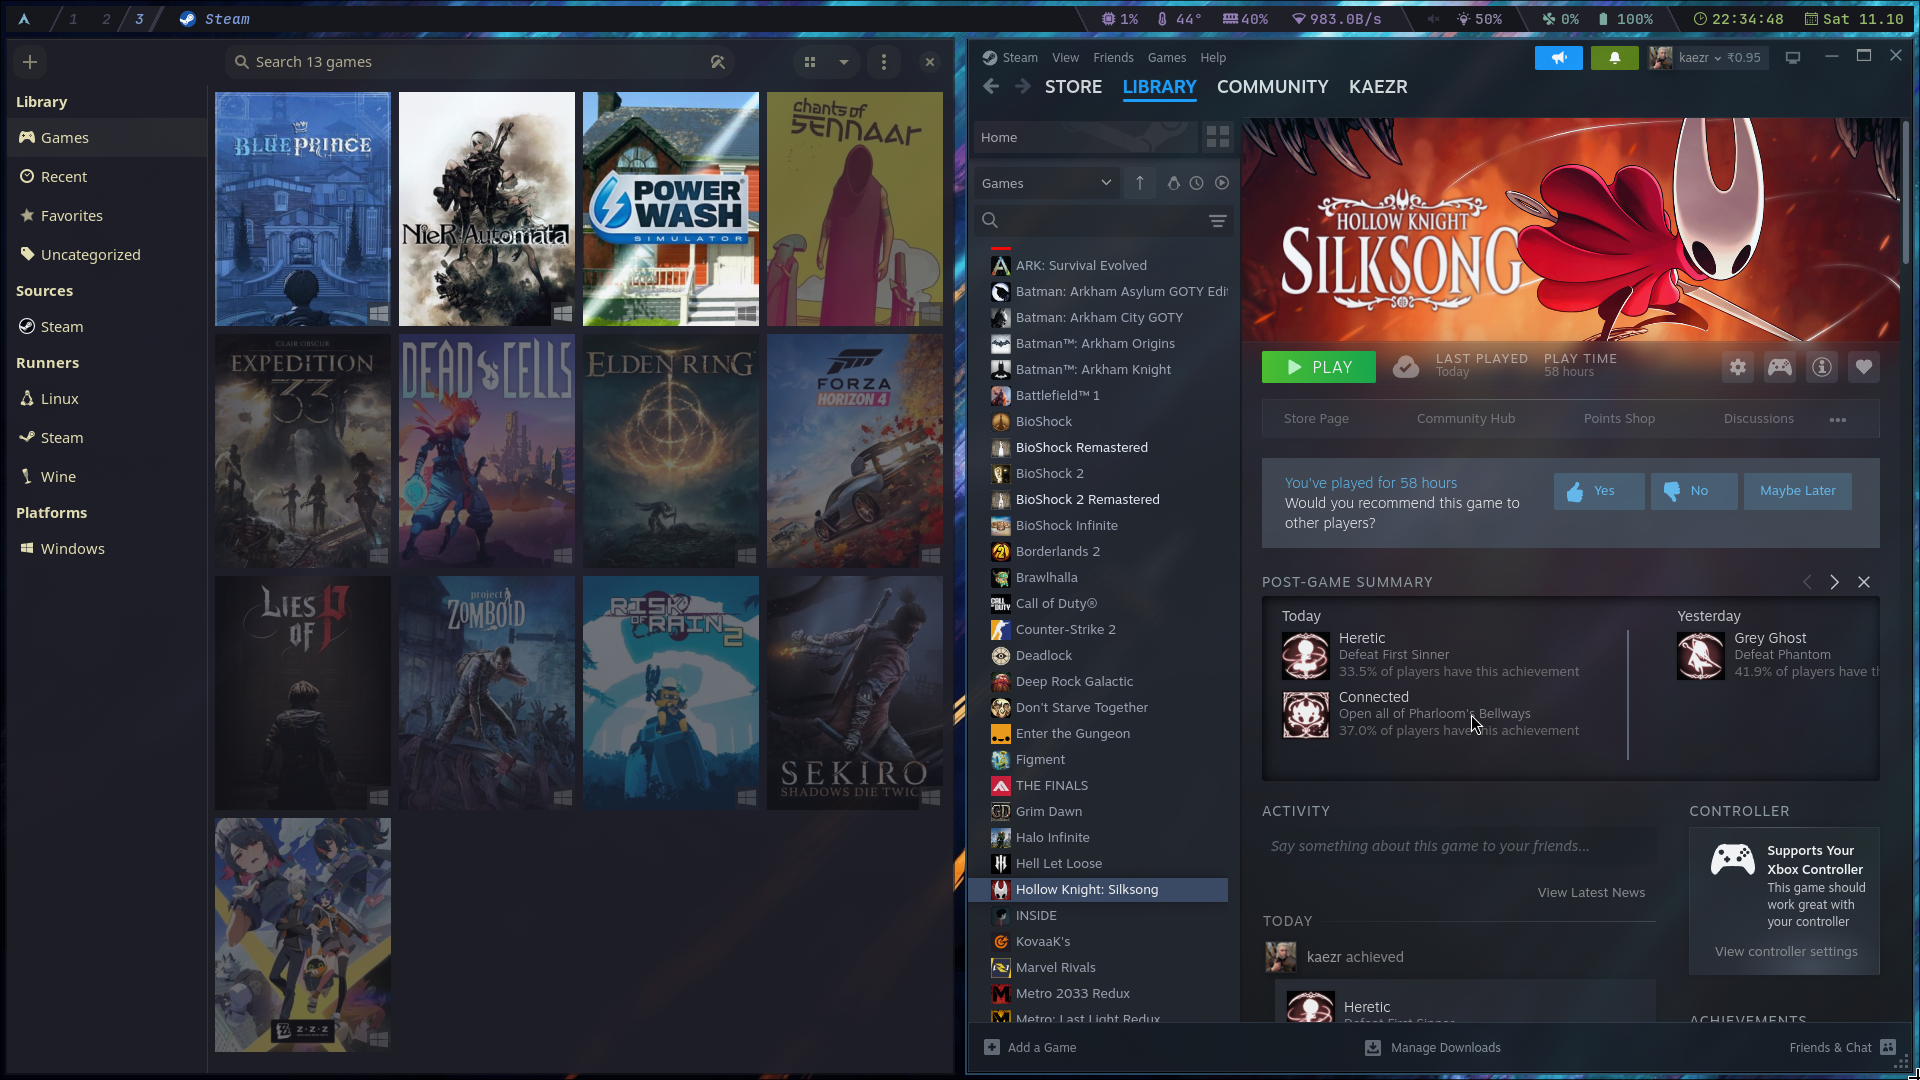 1 2 3 Steam
1% 44° 40% 983.0B/s 50% 0% 100% 22:34:48 Sat 11.10
Search 13 games
Library
Games
Recent
Favorites
Uncategorized
Sources
Steam
Runners
Linux
Steam
Wine
Platforms
Windows
BLUE PRINCE
NieR:Automata
POWER
WASH
SIMULATOR
chants of
SENNAAR
CLAIR OBSCUR
EXPEDITION
33
DEAD CELLS
ELDEN RING
FORZA
HORIZON 4
LIES
OF P
project
ZOMBOID
RISK
OF RAIN 2
SEKIRO
SHADOWS DIE TWIC
Z·Z·Z
Steam View Friends Games Help
kaezr ₹0.95
STORE LIBRARY COMMUNITY KAEZR
Home
Games
ARK: Survival Evolved
Batman: Arkham Asylum GOTY Edit
Batman: Arkham City GOTY
Batman™: Arkham Origins
Batman™: Arkham Knight
Battlefield™ 1
BioShock
BioShock Remastered
BioShock 2
BioShock 2 Remastered
BioShock Infinite
Borderlands 2
Brawlhalla
Call of Duty®
Counter-Strike 2
Deadlock
Deep Rock Galactic
Don't Starve Together
Enter the Gungeon
Figment
THE FINALS
Grim Dawn
Halo Infinite
Hell Let Loose
Hollow Knight: Silksong
INSIDE
KovaaK's
Marvel Rivals
Metro 2033 Redux
Metro: Last Light Redux
HOLLOW KNIGHT
SILKSONG
PLAY
LAST PLAYED
Today
PLAY TIME
58 hours
Store Page Community Hub Points Shop Discussions
You've played for 58 hours
Would you recommend this game to
other players?
Yes No Maybe Later
POST-GAME SUMMARY
Today
Heretic
Defeat First Sinner
33.5% of players have this achievement
Connected
Open all of Pharloom's Bellways
37.0% of players have this achievement
Yesterday
Grey Ghost
Defeat Phantom
41.9% of players have th
ACTIVITY
Say something about this game to your friends...
View Latest News
TODAY
kaezr achieved
Heretic
Defeat First Sinner
CONTROLLER
Supports Your
Xbox Controller
This game should
work great with
your controller
View controller settings
ACHIEVEMENTS
Add a Game
Manage Downloads
Friends & Chat